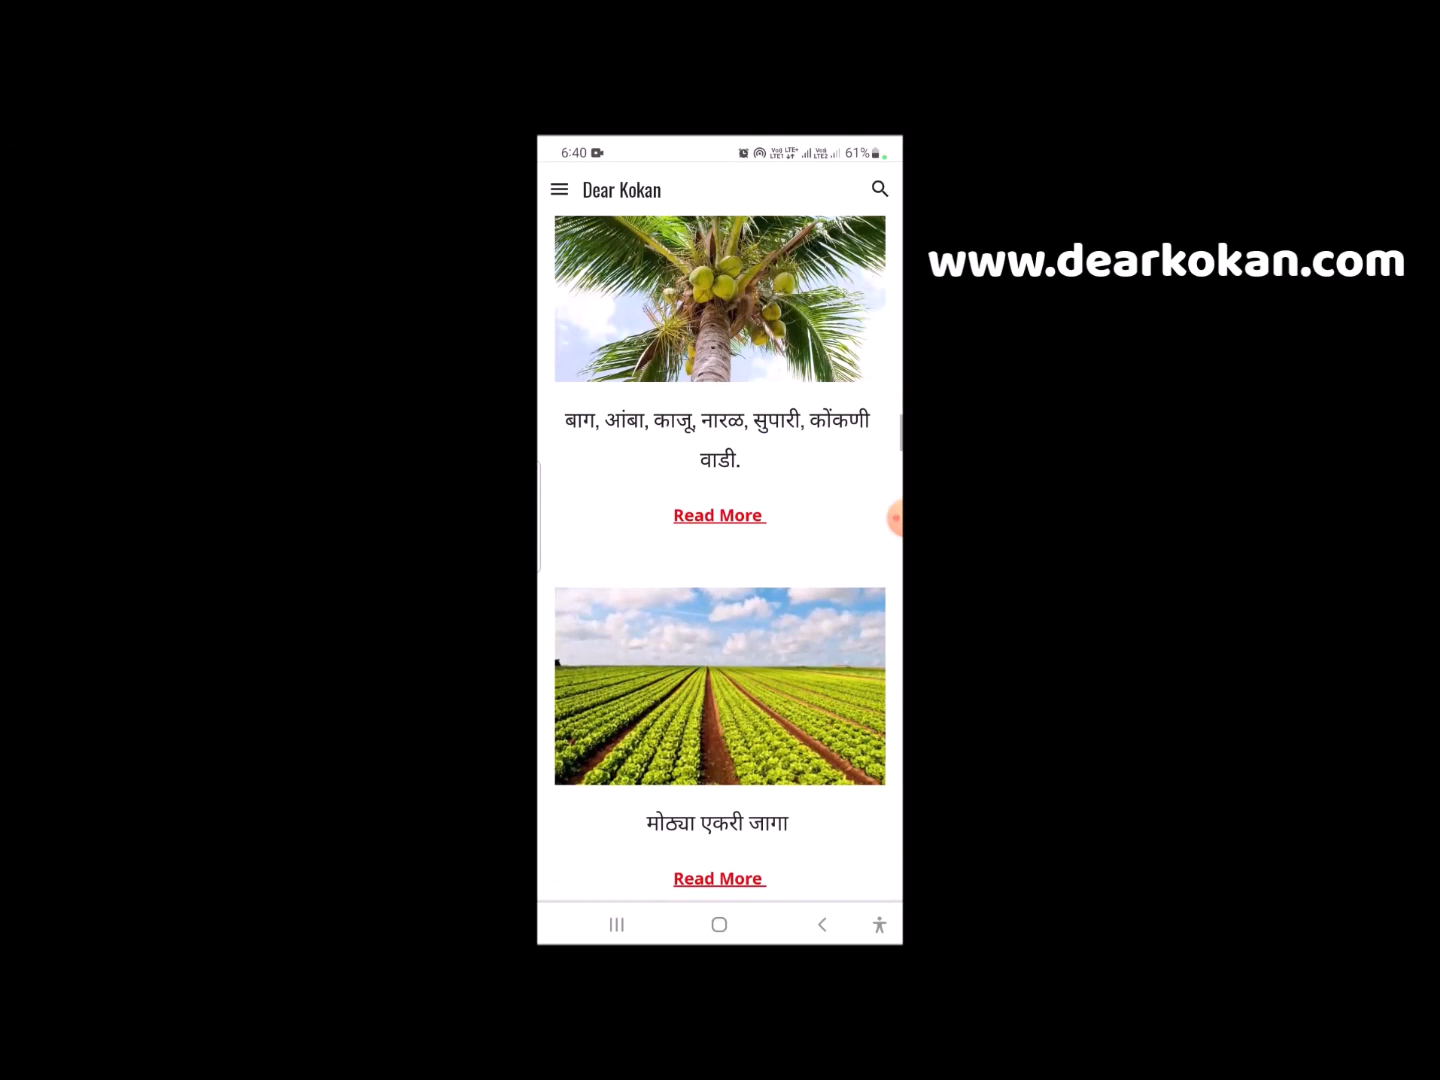 6:40
61%
Dear Kokan
www.dearkokan.com
बाग, आंबा, काजू, नारळ, सुपारी, कोंकणी
वाडी.
Read More
मोठ्या एकरी जागा
Read More